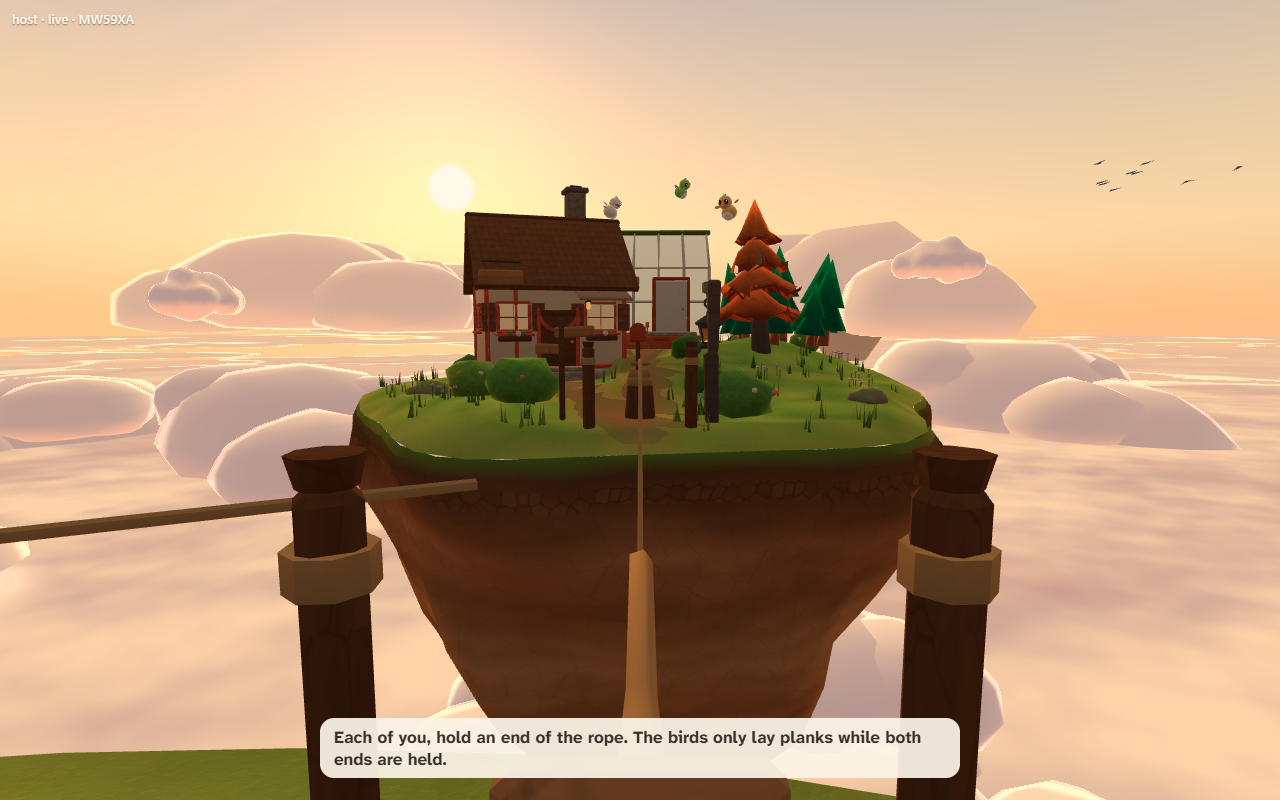 host · live · MW59XA
Each of you, hold an end of the rope. The birds only lay planks while both
ends are held.